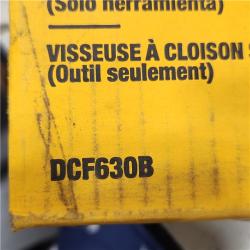 (Solo herramienta)
VISSEUSE À CLOISON
(Outil seulement)
DCF630B